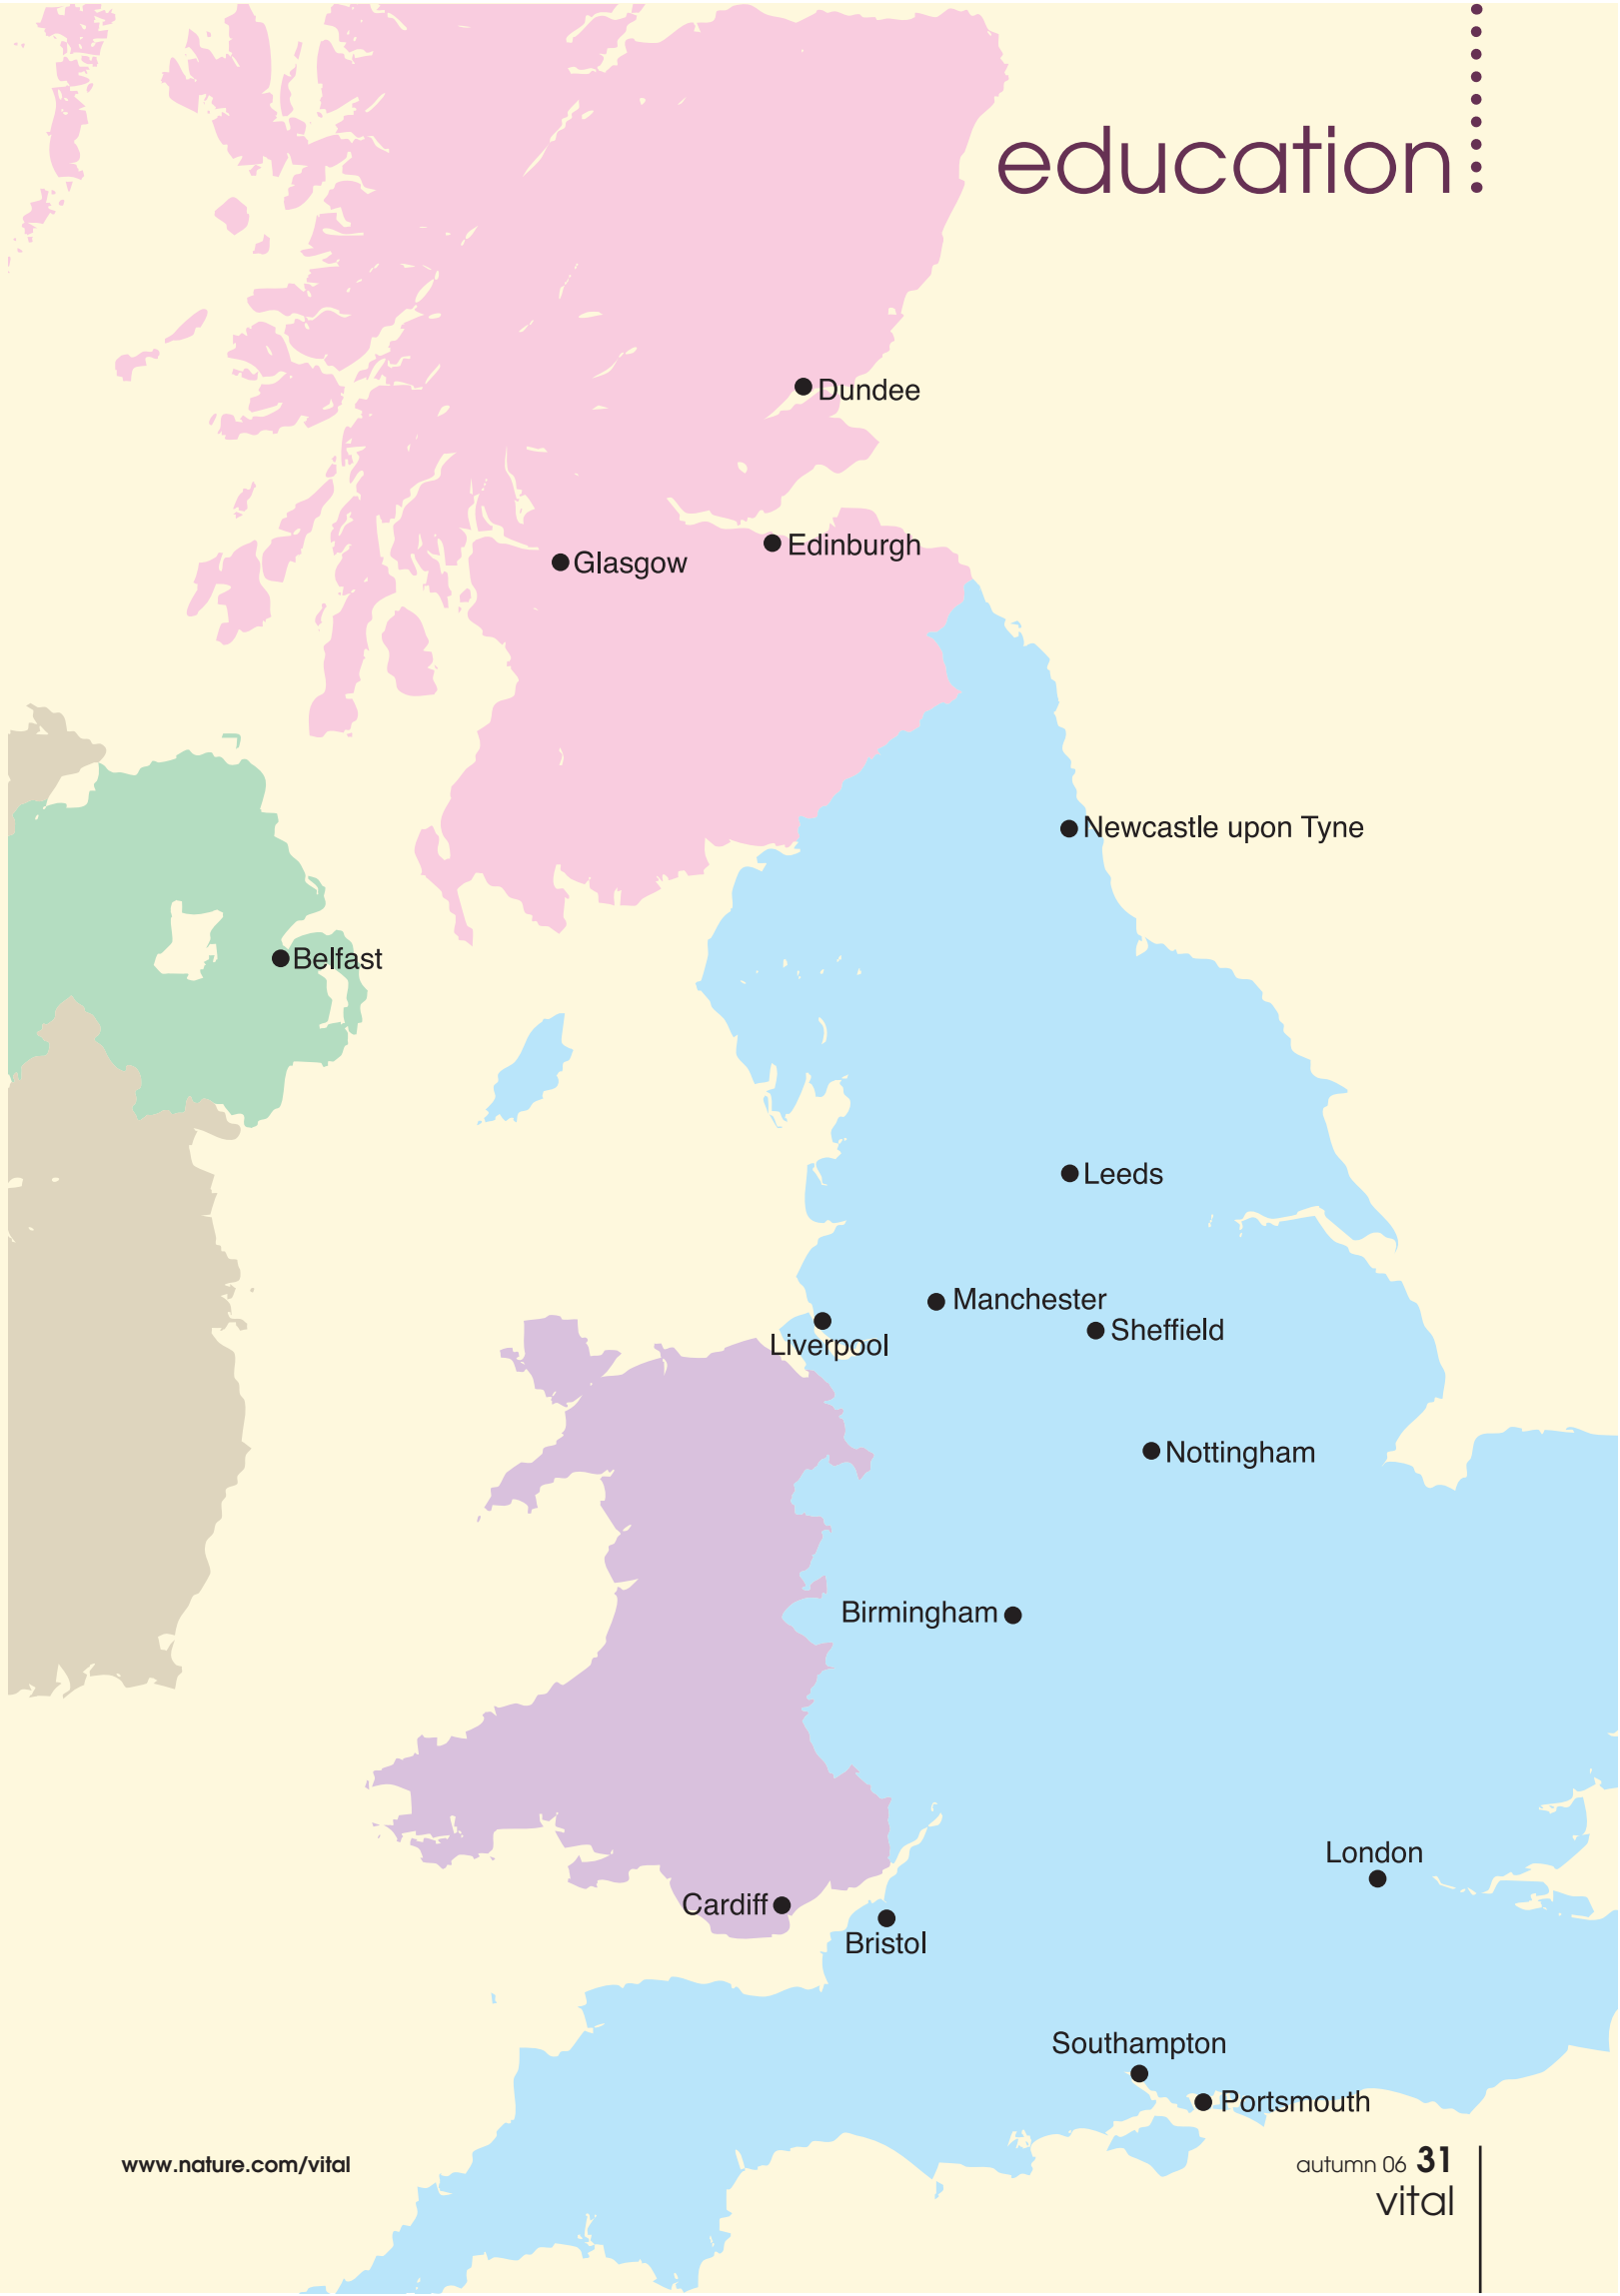 education
Dundee
Edinburgh
Glasgow
Newcastle upon Tyne
Belfast
Leeds
Manchester
Sheffield
Liverpool
Nottingham
Birmingham
London
Cardiff
Bristol
Southampton
Portsmouth
www.nature.com/vital
autumn 06 31
vital